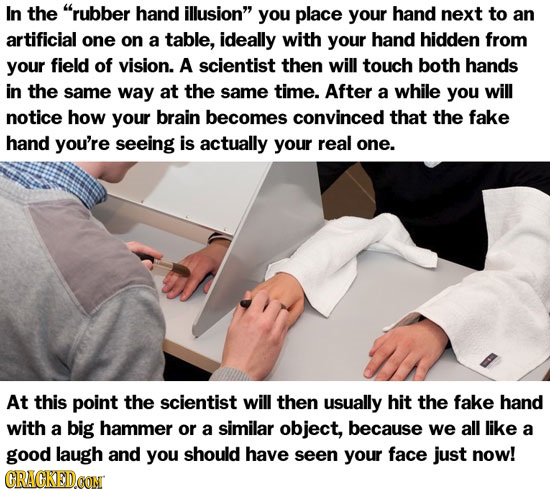 In the “rubber hand illusion” you place your hand next to an
artificial one on a table, ideally with your hand hidden from
your field of vision. A scientist then will touch both hands
in the same way at the same time. After a while you will
notice how your brain becomes convinced that the fake
hand you’re seeing is actually your real one.
At this point the scientist will then usually hit the fake hand
with a big hammer or a similar object, because we all like a
good laugh and you should have seen your face just now!
CRACKED.COM